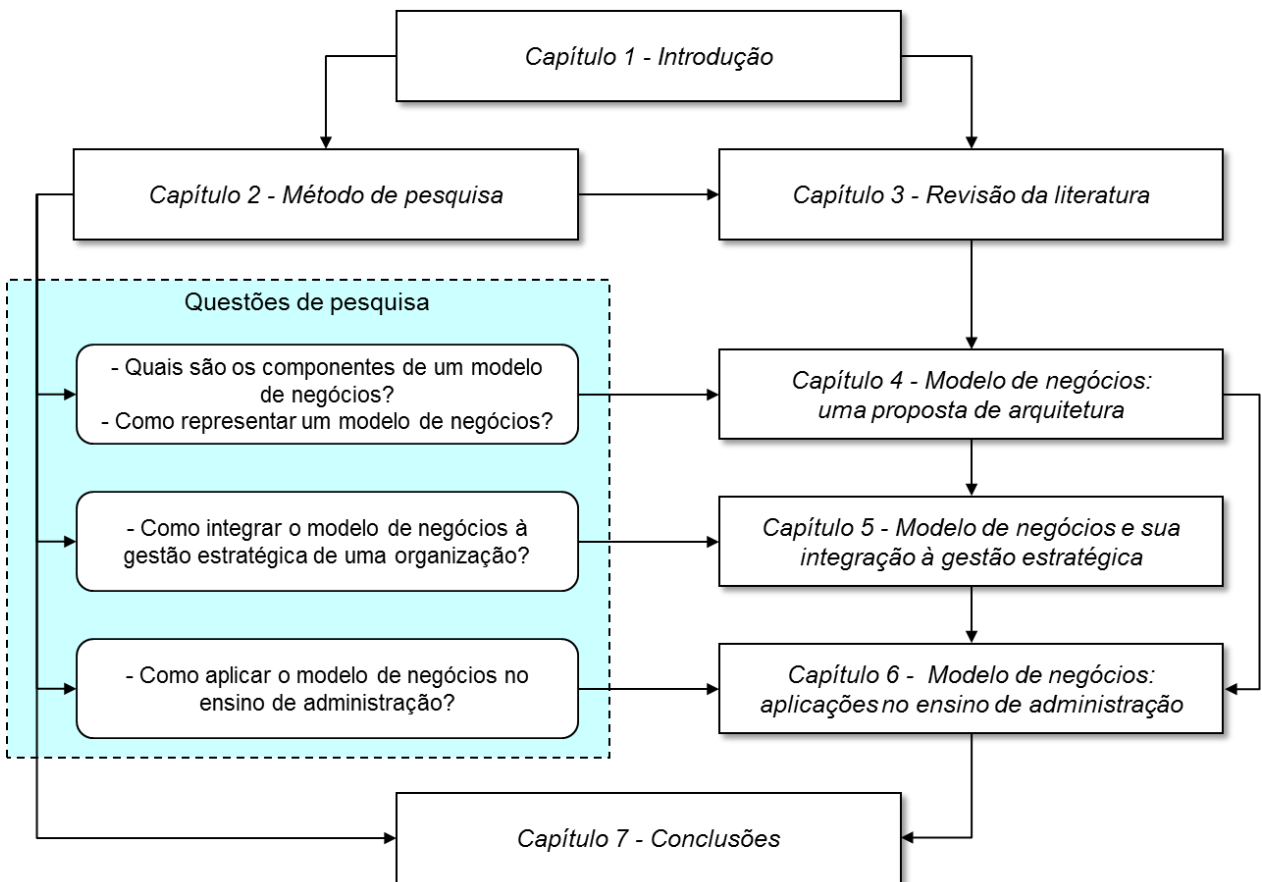 Capítulo 1 - Introdução
Capítulo 2 - Método de pesquisa
Capítulo 3 - Revisão da literatura
Questões de pesquisa
- Quais são os componentes de um modelo
de negócios?
- Como representar um modelo de negócios?
Capítulo 4 - Modelo de negócios:
uma proposta de arquitetura
- Como integrar o modelo de negócios à
gestão estratégica de uma organização?
Capítulo 5 - Modelo de negócios e sua
integração à gestão estratégica
- Como aplicar o modelo de negócios no
ensino de administração?
Capítulo 6 - Modelo de negócios:
aplicações no ensino de administração
Capítulo 7 - Conclusões